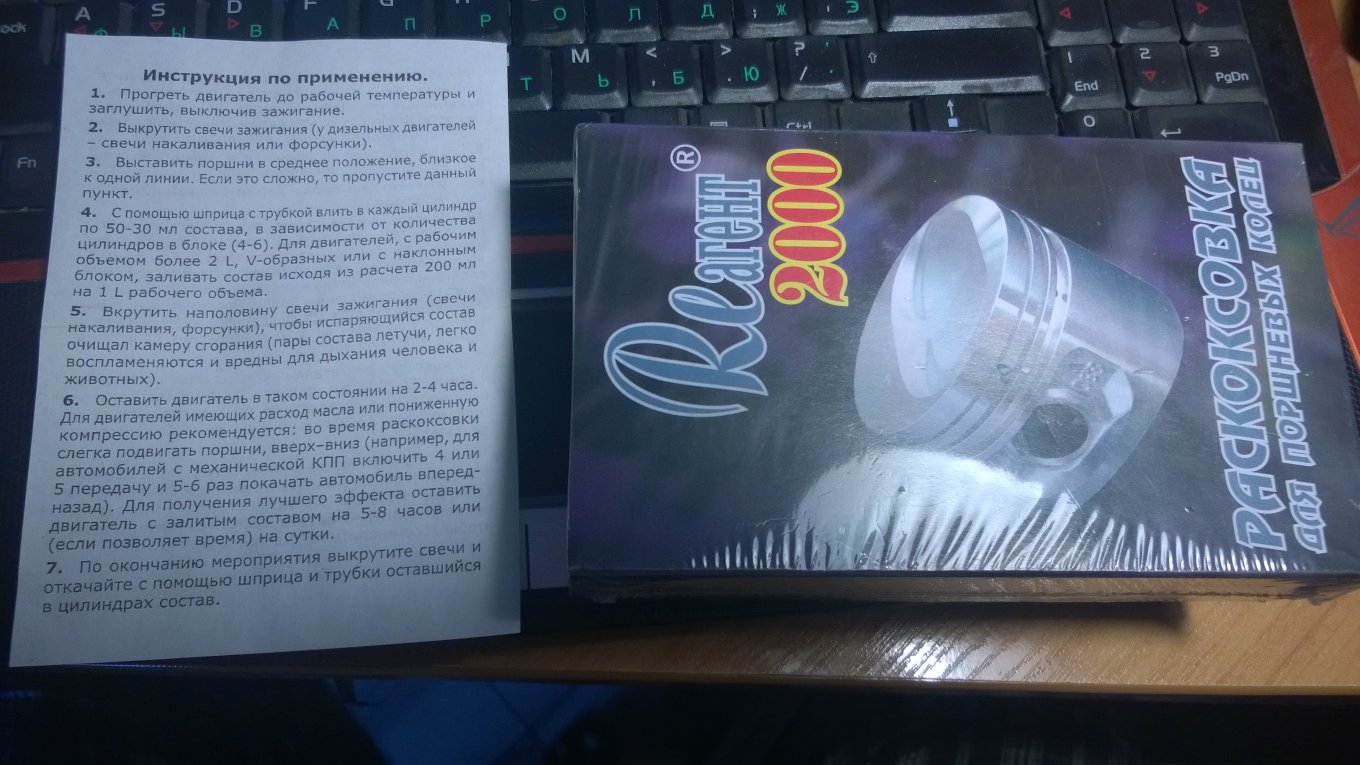 Инструкция по применению.
1. Прогреть двигатель до рабочей температуры и
заглушить, выключив зажигание.
2. Выкрутить свечи зажигания (у дизельных двигателей
– свечи накаливания или форсунки).
3. Выставить поршни в среднее положение, близкое
к одной линии. Если это сложно, то пропустите данный
пункт.
4. С помощью шприца с трубкой влить в каждый цилиндр
по 50-30 мл состава, в зависимости от количества
цилиндров в блоке (4-6). Для двигателей, с рабочим
объемом более 2 L, V-образных или с наклонным
блоком, заливать состав исходя из расчета 200 мл
на 1 L рабочего объема.
5. Вкрутить наполовину свечи зажигания (свечи
накаливания, форсунки), чтобы испаряющийся состав
очищал камеру сгорания (пары состава летучи, легко
воспламеняются и вредны для дыхания человека и
животных).
6. Оставить двигатель в таком состоянии на 2-4 часа.
Для двигателей имеющих расход масла или пониженную
компрессию рекомендуется: во время раскоксовки
слегка подвигать поршни, вверх–вниз (например, для
автомобилей с механической КПП включить 4 или
5 передачу и 5-6 раз покачать автомобиль вперед-
назад). Для получения лучшего эффекта оставить
двигатель с залитым составом на 5-8 часов или
(если позволяет время) на сутки.
7. По окончанию мероприятия выкрутите свечи и
откачайте с помощью шприца и трубки оставшийся
в цилиндрах состав.
Reагент®
2000
РАСКОКСОВКА
ДЛЯ ПОРШНЕВЫХ КОЛЕЦ
A S D F
Ф Ы В А П Р О Л Д Ж Э
M < > ?
Т Ь , Б . Ю / .
1 End 2 3 PgDn
Fn Ctrl 0